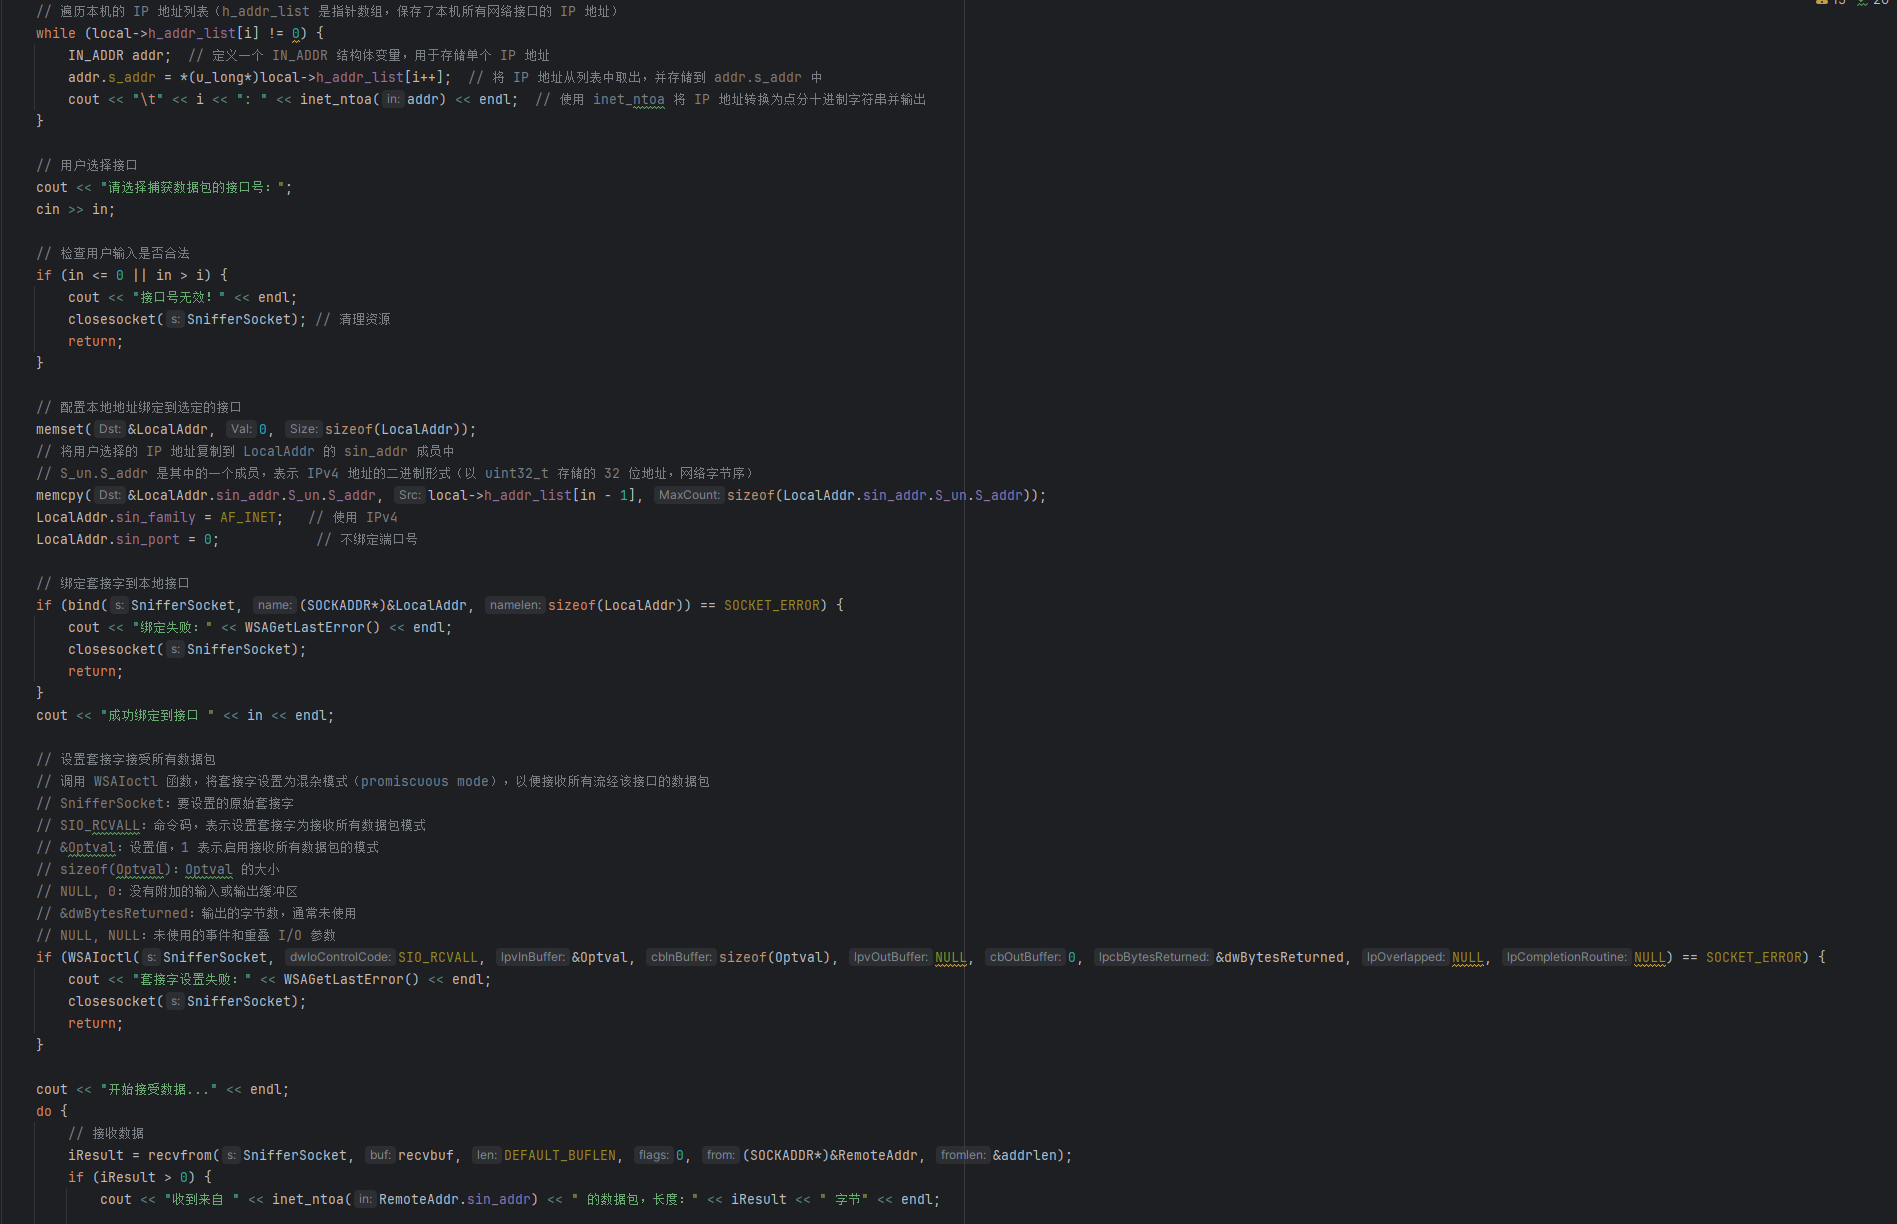 // 遍历本机的 IP 地址列表（h_addr_list 是指针数组，保存了本机所有网络接口的 IP 地址）
while (local->h_addr_list[i] != 0) {
    IN_ADDR addr;  // 定义一个 IN_ADDR 结构体变量，用于存储单个 IP 地址
    addr.s_addr = *(u_long*)local->h_addr_list[i++];  // 将 IP 地址从列表中取出，并存储到 addr.s_addr 中
    cout << "\t" << i << ": " << inet_ntoa( in: addr) << endl;  // 使用 inet_ntoa 将 IP 地址转换为点分十进制字符串并输出
}
// 用户选择接口
cout << "请选择捕获数据包的接口号：";
cin >> in;
// 检查用户输入是否合法
if (in <= 0 || in > i) {
    cout << "接口号无效！" << endl;
    closesocket( s: SnifferSocket); // 清理资源
    return;
}
// 配置本地地址绑定到选定的接口
memset( Dst: &LocalAddr, Val: 0, Size: sizeof(LocalAddr));
// 将用户选择的 IP 地址复制到 LocalAddr 的 sin_addr 成员中
// S_un.S_addr 是其中的一个成员，表示 IPv4 地址的二进制形式（以 uint32_t 存储的 32 位地址，网络字节序）
memcpy( Dst: &LocalAddr.sin_addr.S_un.S_addr, Src: local->h_addr_list[in - 1], MaxCount: sizeof(LocalAddr.sin_addr.S_un.S_addr));
LocalAddr.sin_family = AF_INET;   // 使用 IPv4
LocalAddr.sin_port = 0;            // 不绑定端口号
// 绑定套接字到本地接口
if (bind( s: SnifferSocket, name: (SOCKADDR*)&LocalAddr, namelen: sizeof(LocalAddr)) == SOCKET_ERROR) {
    cout << "绑定失败：" << WSAGetLastError() << endl;
    closesocket( s: SnifferSocket);
    return;
}
cout << "成功绑定到接口 " << in << endl;
// 设置套接字接受所有数据包
// 调用 WSAIoctl 函数，将套接字设置为混杂模式（promiscuous mode），以便接收所有流经该接口的数据包
// SnifferSocket：要设置的原始套接字
// SIO_RCVALL：命令码，表示设置套接字为接收所有数据包模式
// &Optval：设置值，1 表示启用接收所有数据包的模式
// sizeof(Optval)：Optval 的大小
// NULL, 0：没有附加的输入或输出缓冲区
// &dwBytesReturned：输出的字节数，通常未使用
// NULL, NULL：未使用的事件和重叠 I/O 参数
if (WSAIoctl( s: SnifferSocket, dwIoControlCode: SIO_RCVALL, lpvInBuffer: &Optval, cbInBuffer: sizeof(Optval), lpvOutBuffer: NULL, cbOutBuffer: 0, lpcbBytesReturned: &dwBytesReturned, lpOverlapped: NULL, lpCompletionRoutine: NULL) == SOCKET_ERROR) {
    cout << "套接字设置失败：" << WSAGetLastError() << endl;
    closesocket( s: SnifferSocket);
    return;
}
cout << "开始接受数据..." << endl;
do {
    // 接收数据
    iResult = recvfrom( s: SnifferSocket, buf: recvbuf, len: DEFAULT_BUFLEN, flags: 0, from: (SOCKADDR*)&RemoteAddr, fromlen: &addrlen);
    if (iResult > 0) {
        cout << "收到来自 " << inet_ntoa( in: RemoteAddr.sin_addr) << " 的数据包，长度：" << iResult << " 字节" << endl;